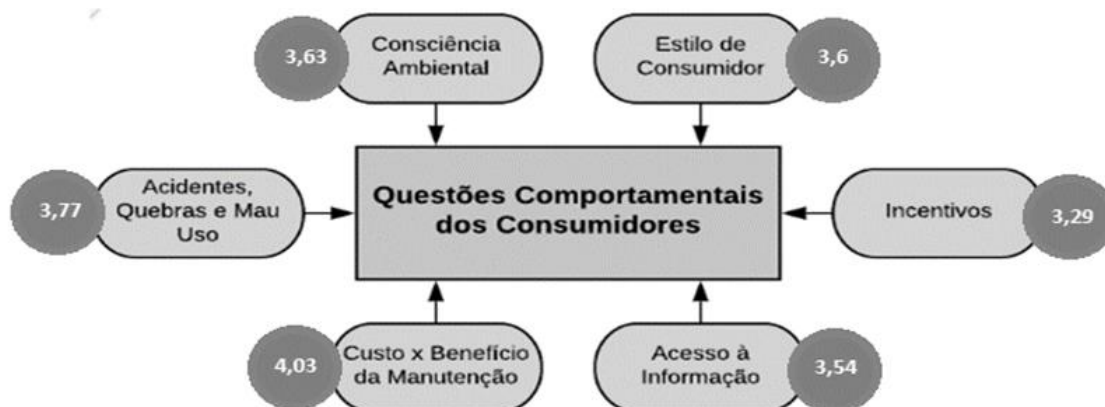 3,63
Consciência
Ambiental
Estilo de
Consumidor
3,6
3,77
Acidentes,
Quebras e Mau
Uso
Questões Comportamentais
dos Consumidores
Incentivos
3,29
4,03
Custo x Benefício
da Manutenção
Acesso à
Informação
3,54